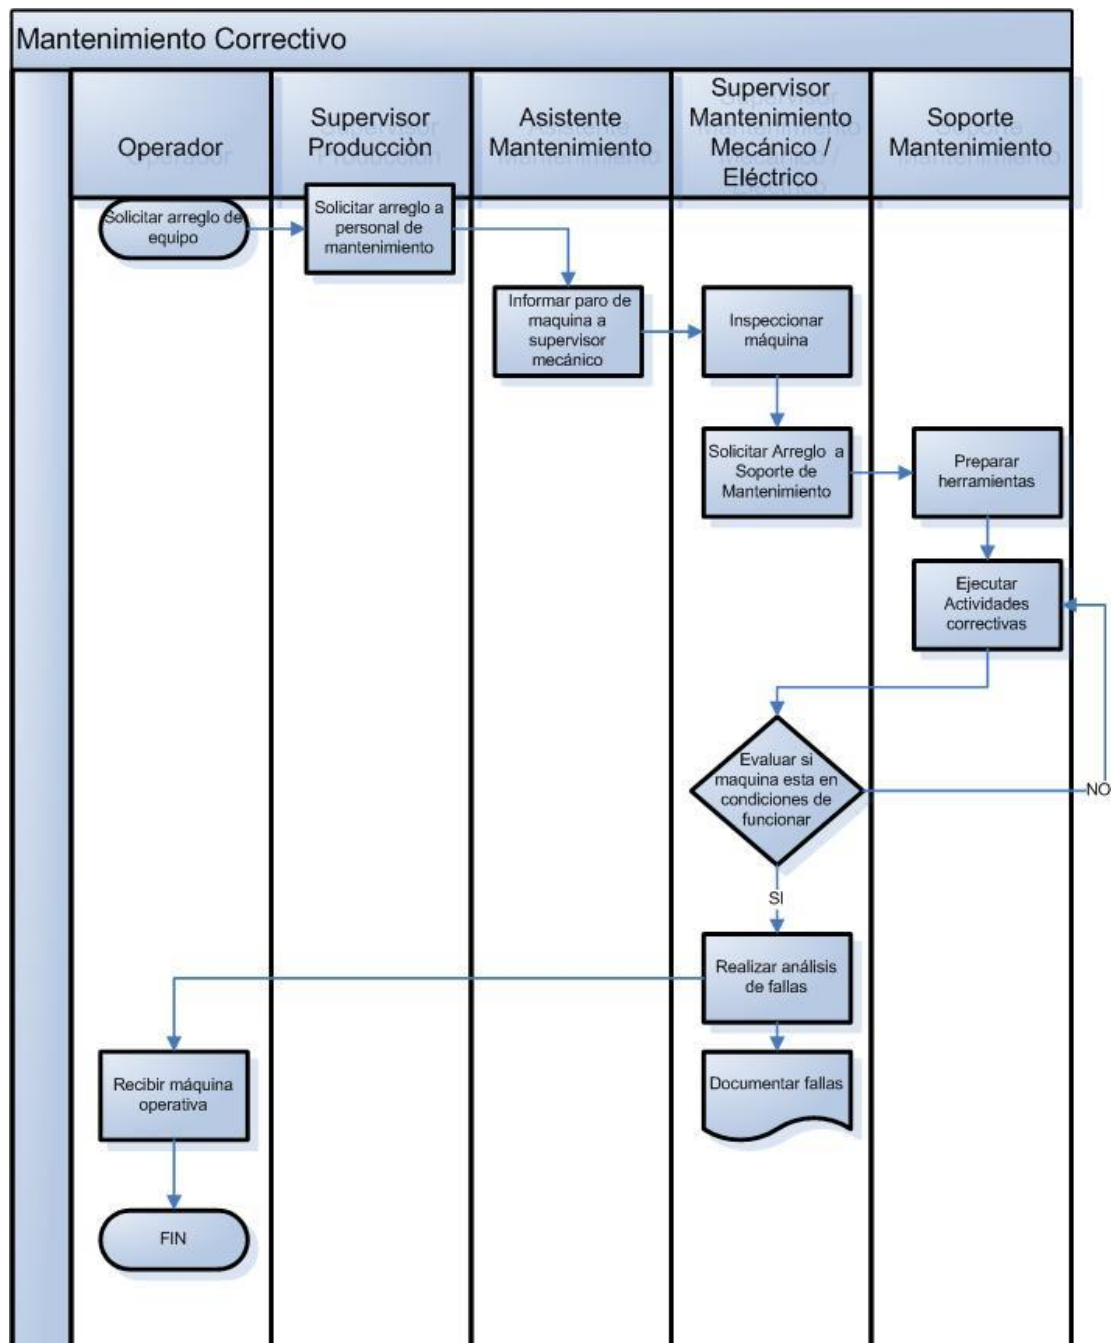 Mantenimiento Correctivo
Operador
Supervisor
Producciòn
Asistente
Mantenimiento
Supervisor
Mantenimiento
Mecánico /
Eléctrico
Soporte
Mantenimiento
Solicitar arreglo de
equipo
Solicitar arreglo a
personal de
mantenimiento
Informar paro de
maquina a
supervisor
mecánico
Inspeccionar
máquina
Solicitar Arreglo a
Soporte de
Mantenimiento
Preparar
herramientas
Ejecutar
Actividades
correctivas
Evaluar si
maquina esta en
condiciones de
funcionar
NO
SI
Realizar análisis
de fallas
Recibir máquina
operativa
Documentar fallas
FIN